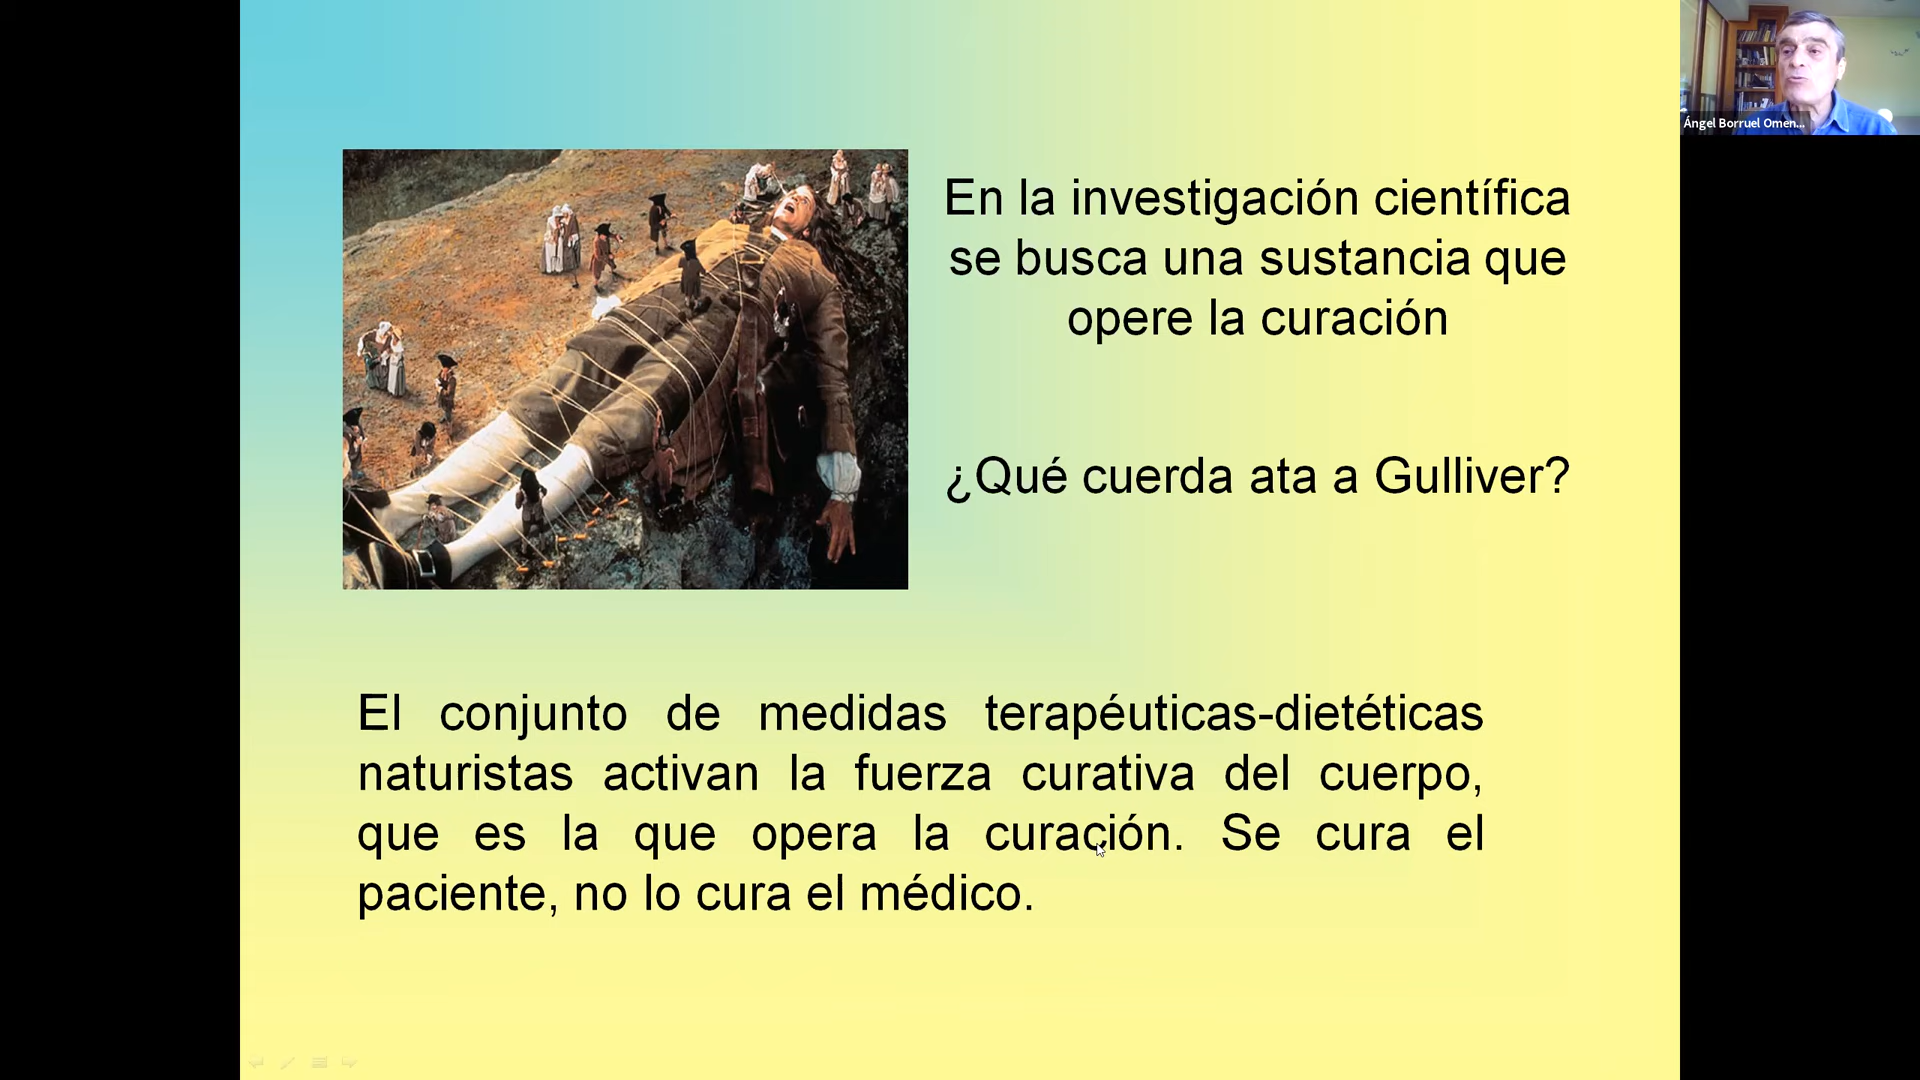 Ángel Borruel Omen...
En la investigación científica
se busca una sustancia que
opere la curación
¿Qué cuerda ata a Gulliver?
El conjunto de medidas terapéuticas-dietéticas
naturistas activan la fuerza curativa del cuerpo,
que es la que opera la curación. Se cura el
paciente, no lo cura el médico.